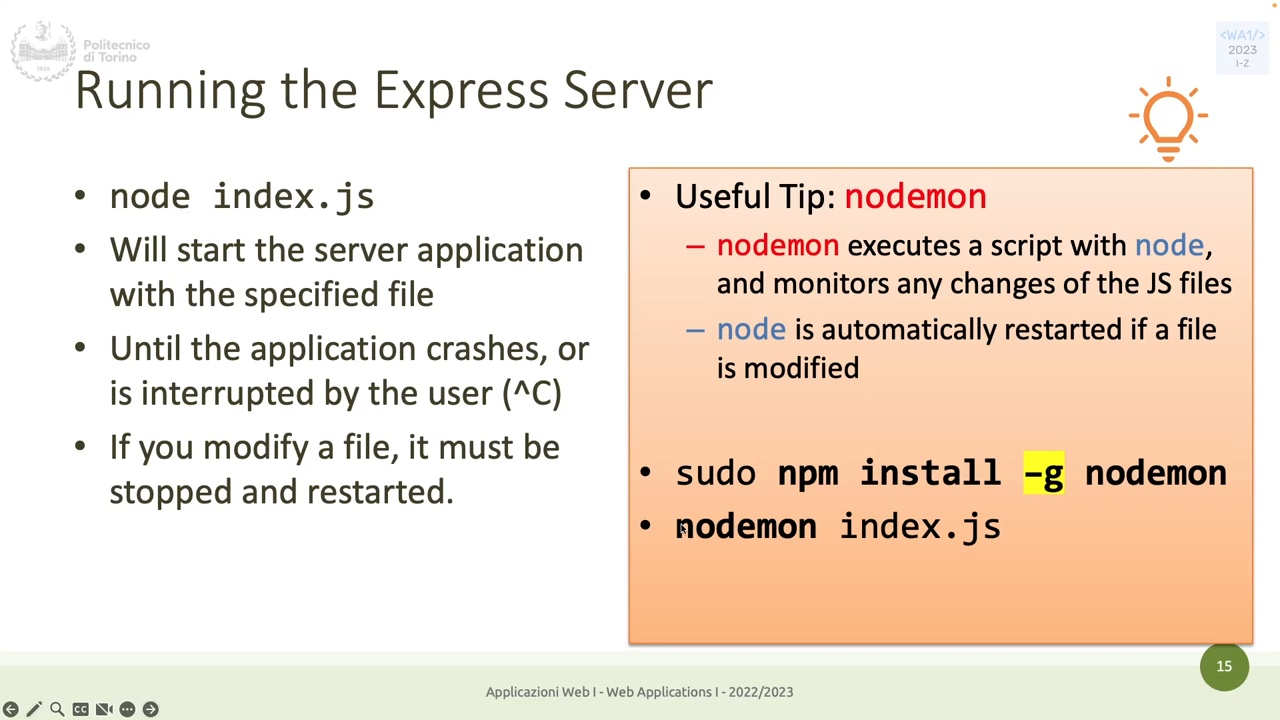 Politecnico
di Torino
1859
<WA1/>
2023
I-Z
Running the Express Server
• node index.js
• Will start the server application
with the specified file
• Until the application crashes, or
is interrupted by the user (^C)
• If you modify a file, it must be
stopped and restarted.
• Useful Tip: nodemon
– nodemon executes a script with node,
and monitors any changes of the JS files
– node is automatically restarted if a file
is modified
• sudo npm install –g nodemon
• nodemon index.js
15
Applicazioni Web I - Web Applications I - 2022/2023
CC